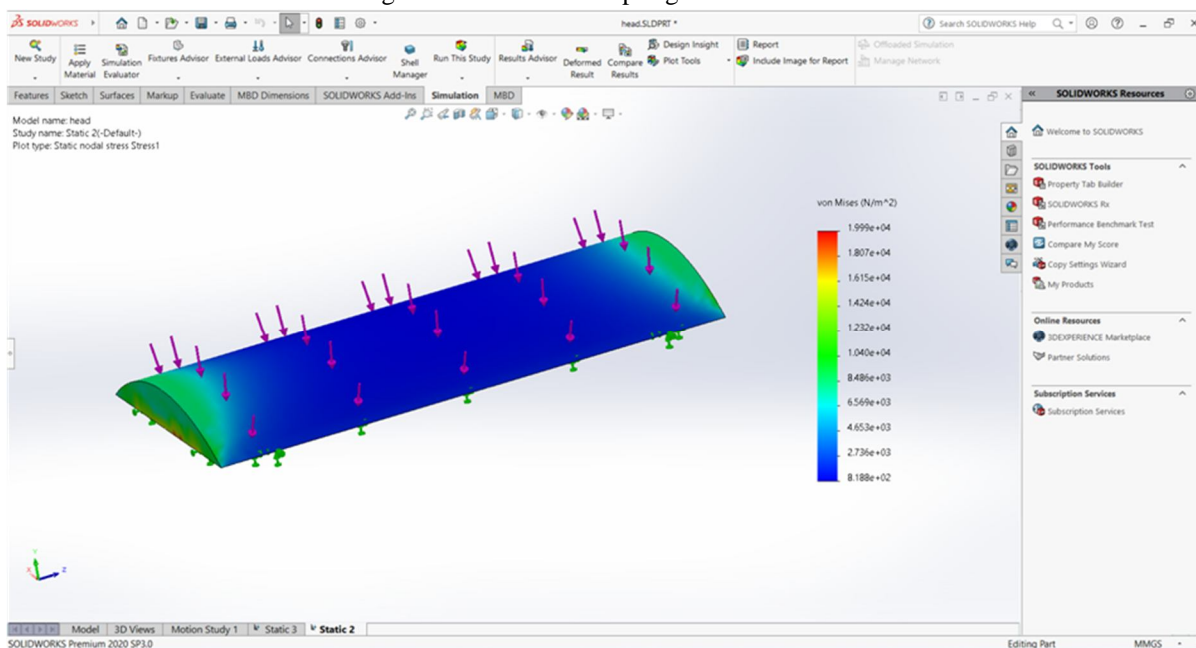 SOLIDWORKS
head.SLDPRT *
Search SOLIDWORKS Help
New Study
Apply Material
Simulation Evaluator
Fixtures Advisor
External Loads Advisor
Connections Advisor
Shell Manager
Run This Study
Results Advisor
Deformed Result
Compare Results
Design Insight
Plot Tools
Report
Include Image for Report
Offloaded Simulation
Manage Network
Features Sketch Surfaces Markup Evaluate MBD Dimensions SOLIDWORKS Add-Ins Simulation MBD
SOLIDWORKS Resources
Model name: head
Study name: Static 2(-Default-)
Plot type: Static nodal stress Stress1
von Mises (N/m^2)
1.999e+04
1.807e+04
1.615e+04
1.424e+04
1.232e+04
1.040e+04
8.486e+03
6.569e+03
4.653e+03
2.736e+03
8.188e+02
Welcome to SOLIDWORKS
SOLIDWORKS Tools
Property Tab Builder
SOLIDWORKS Rx
Performance Benchmark Test
Compare My Score
Copy Settings Wizard
My Products
Online Resources
3DEXPERIENCE Marketplace
Partner Solutions
Subscription Services
Subscription Services
Y
X
Z
Model 3D Views Motion Study 1 Static 3 Static 2
SOLIDWORKS Premium 2020 SP3.0
Editing Part
MMGS